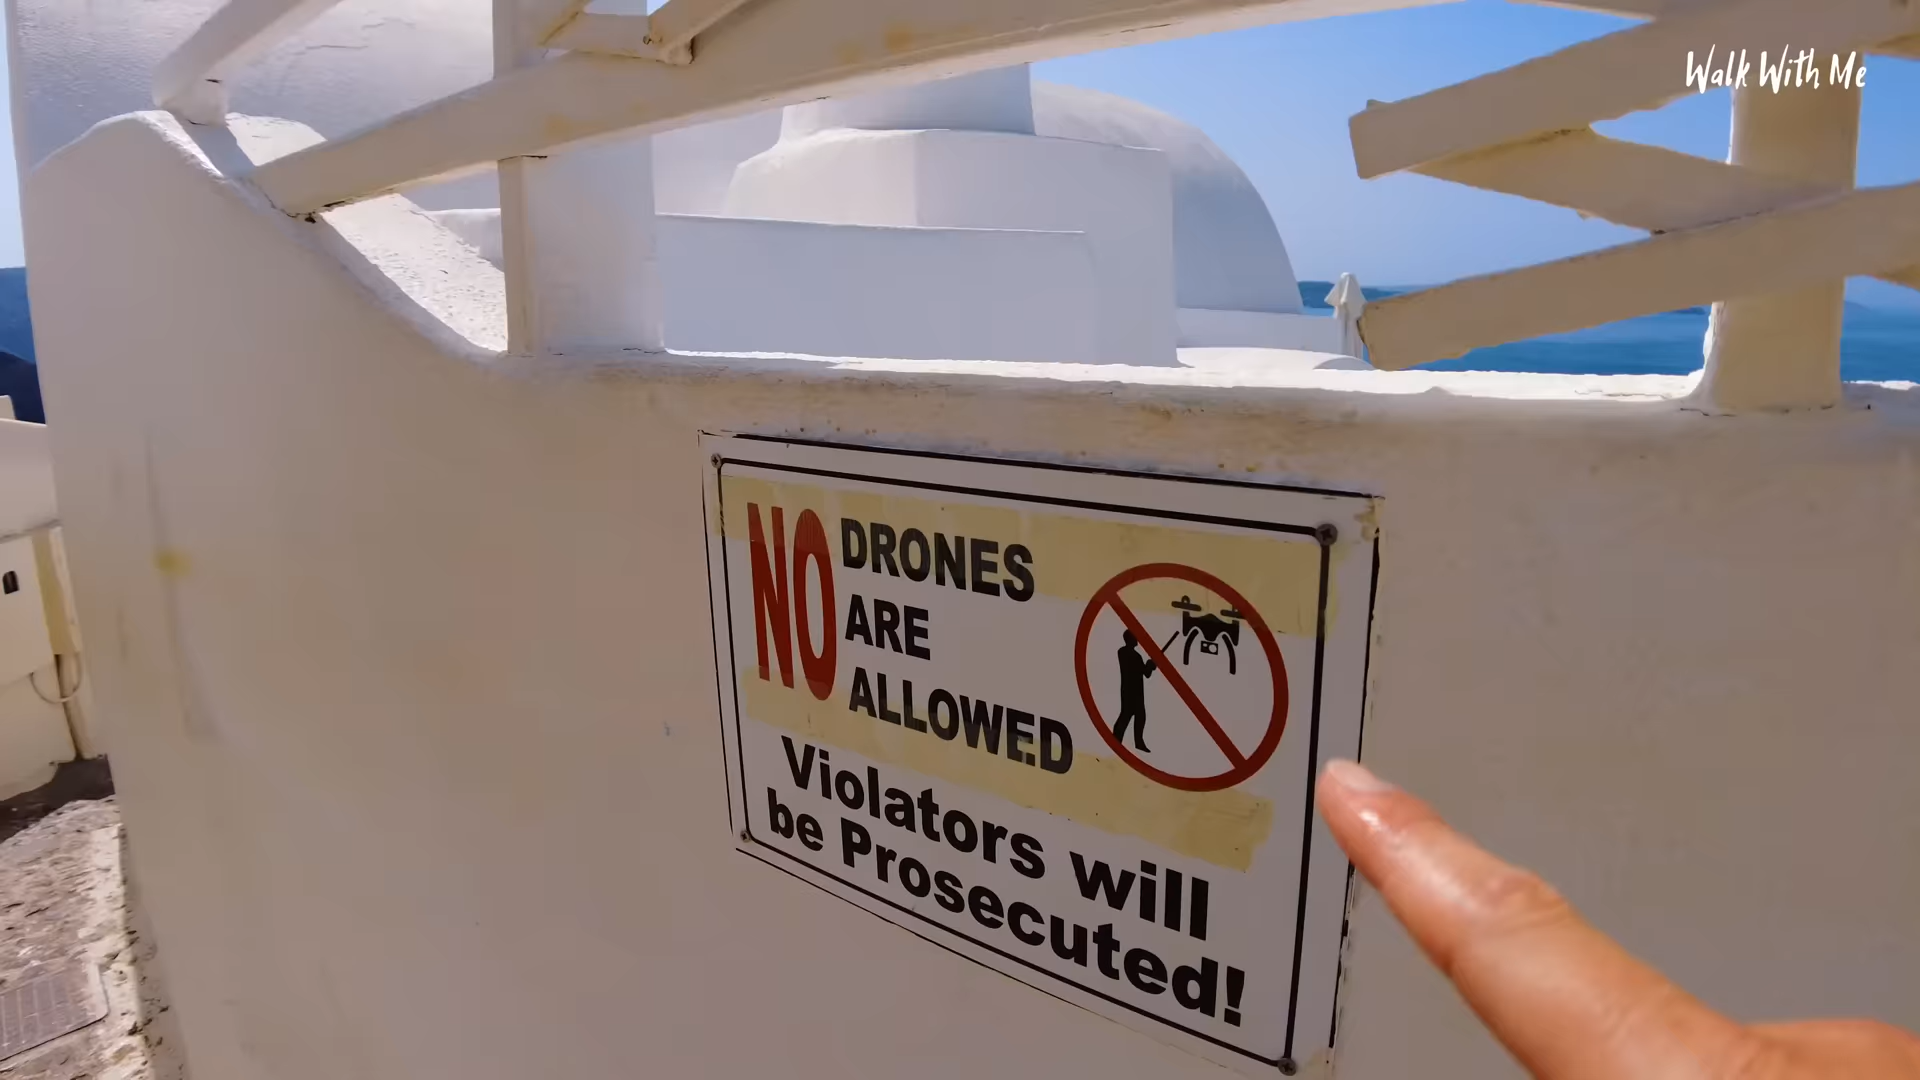 Walk With Me
NO DRONES
ARE
ALLOWED
Violators will
be Prosecuted!